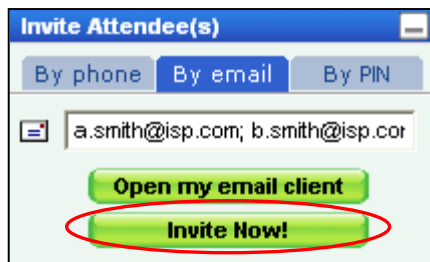 Invite Attendee(s)
By phone By email By PIN
a.smith@isp.com; b.smith@isp.cor
Open my email client
Invite Now!